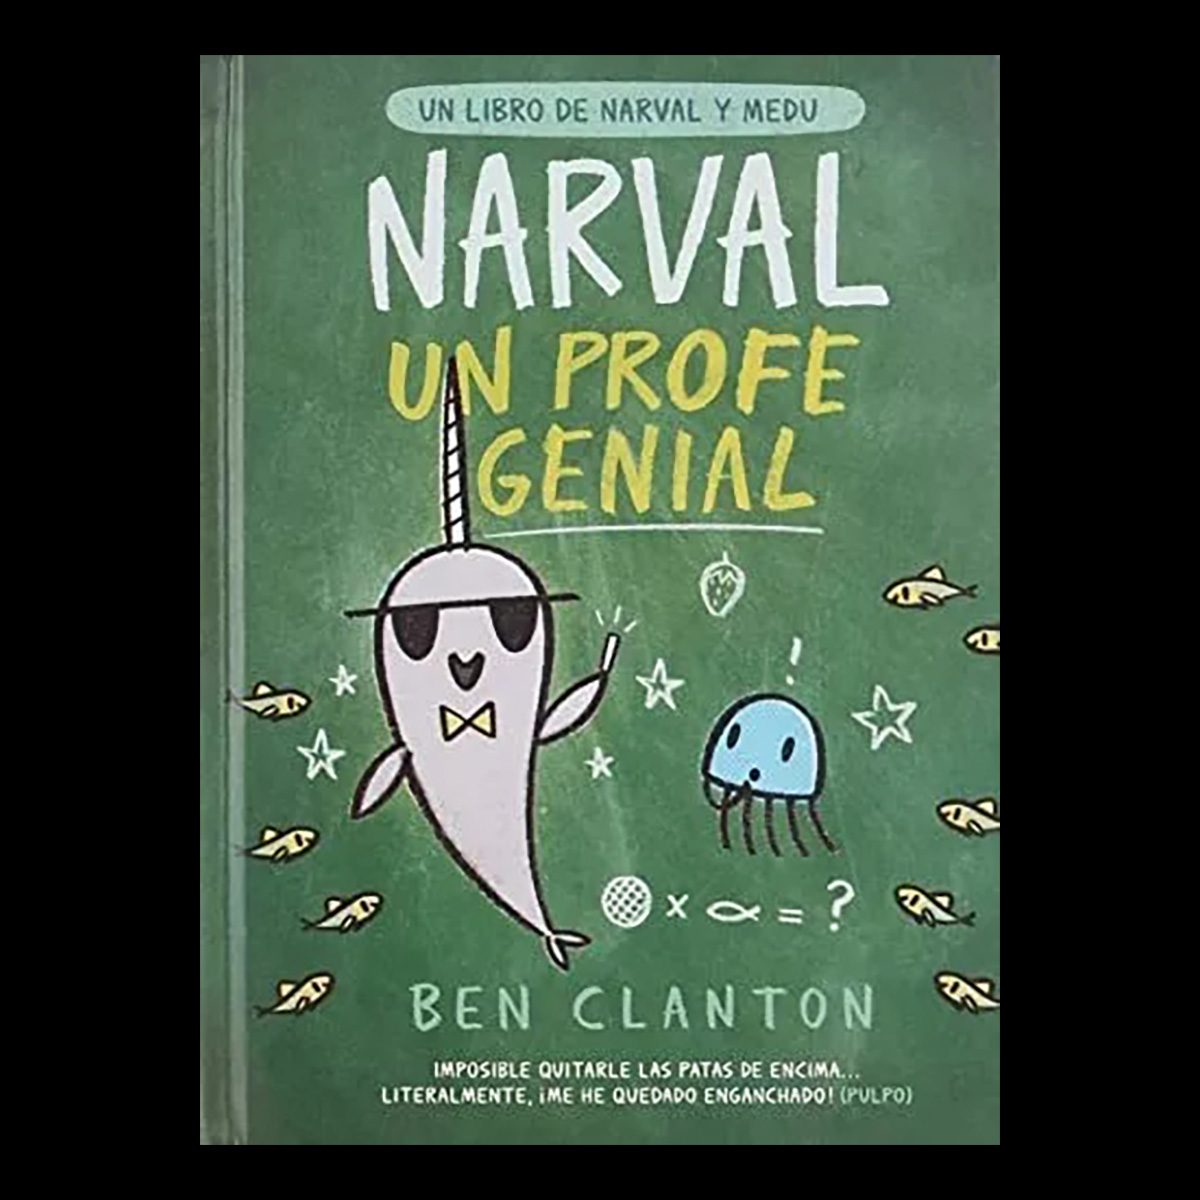 UN LIBRO DE NARVAL Y MEDU
NARVAL
UN PROFE
GENIAL
!
x = ?
BEN CLANTON
IMPOSIBLE QUITARLE LAS PATAS DE ENCIMA...
LITERALMENTE, ¡ME HE QUEDADO ENGANCHADO! (PULPO)